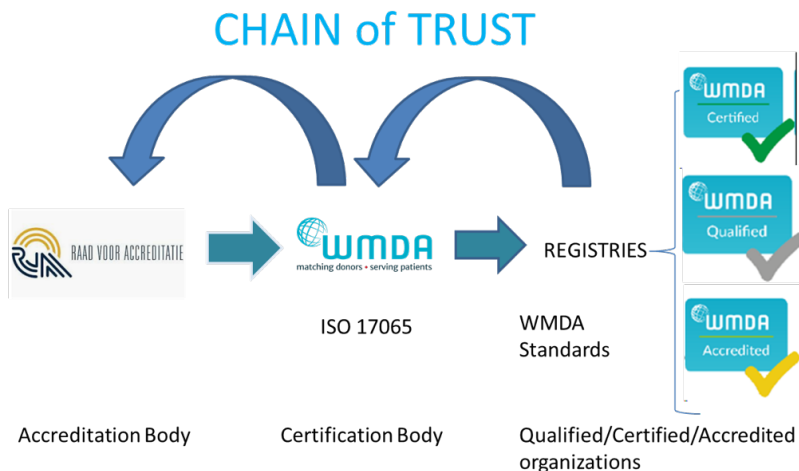 CHAIN of TRUST
WMDA
Certified
WMDA
Qualified
RAAD VOOR ACCREDITATIE
WMDA
matching donors • serving patients
REGISTRIES
WMDA
Accredited
ISO 17065
WMDA
Standards
Accreditation Body
Certification Body
Qualified/Certified/Accredited
organizations